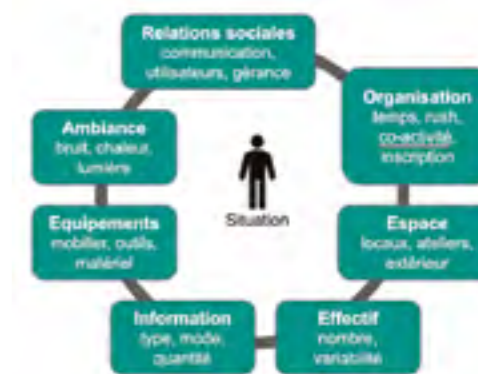 Relations sociales
communication,
utilisateurs, gérance
Organisation
temps, rush,
co-activité,
inscription
Espace
locaux, ateliers,
extérieur
Effectif
nombre,
variabilité
Information
type, mode,
quantité
Equipements
mobilier, outils,
matériel
Ambiance
bruit, chaleur,
lumière
Situation